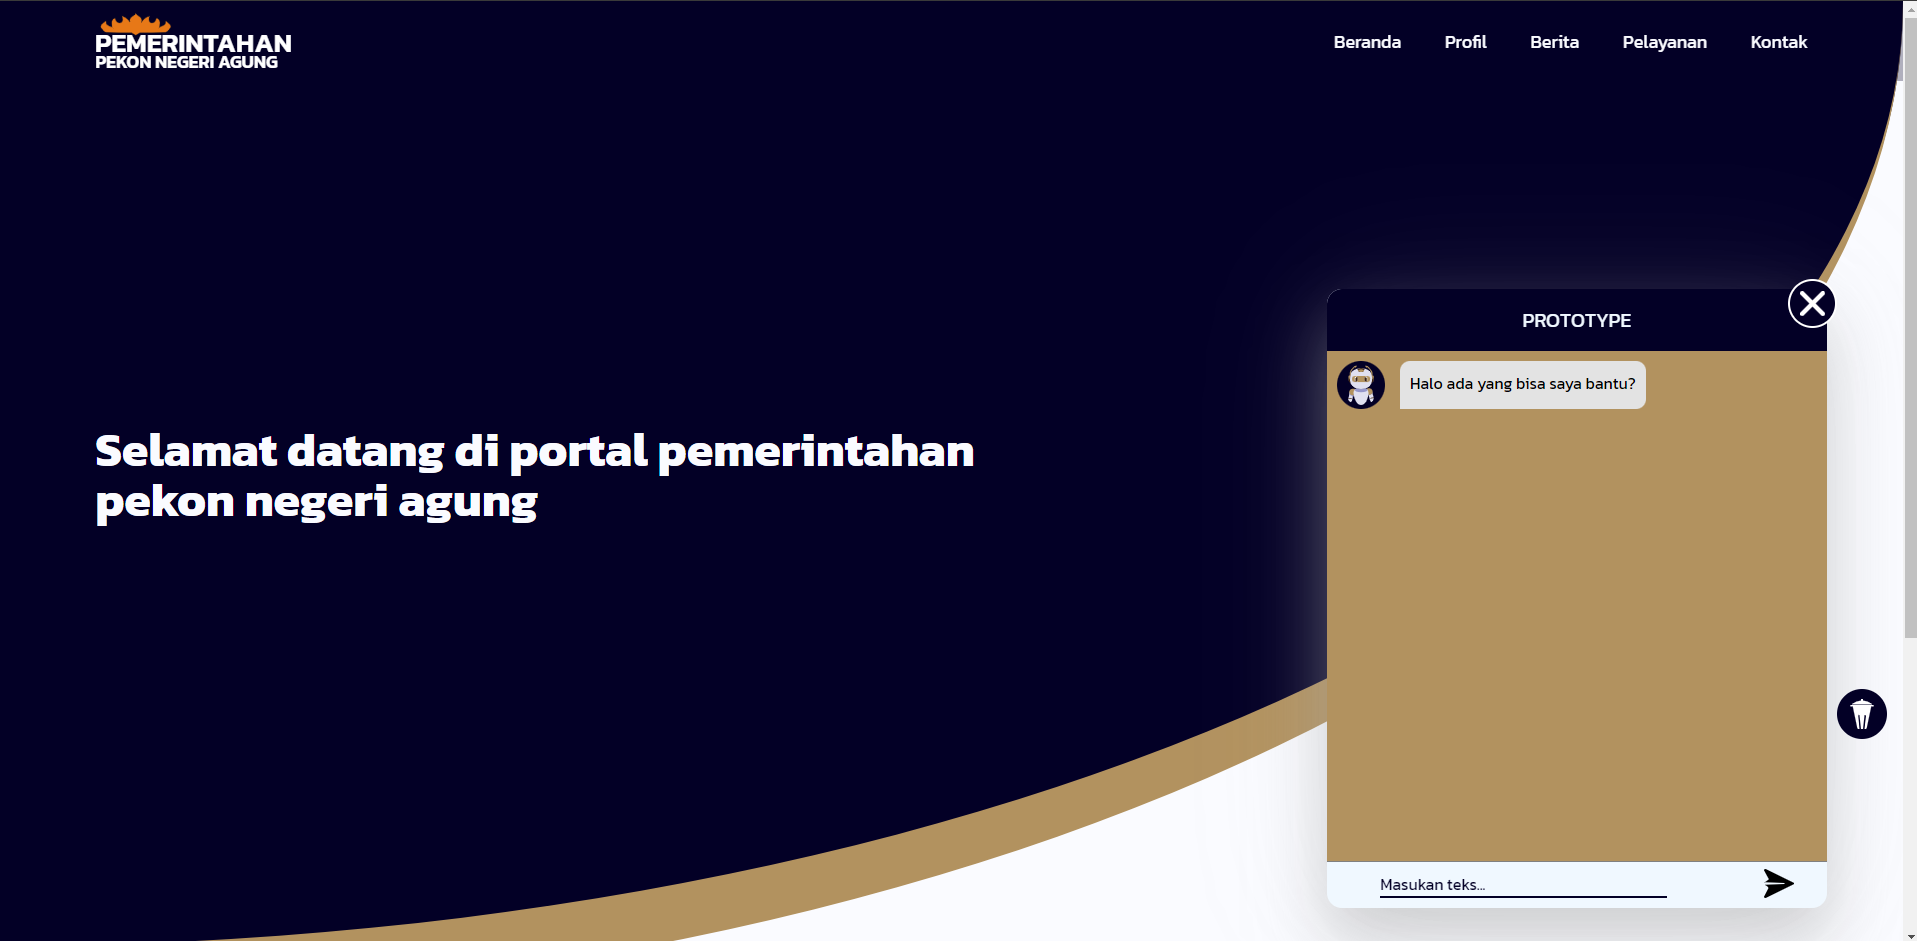 PEMERINTAHAN
PEKON NEGERI AGUNG
Beranda Profil Berita Pelayanan Kontak
Selamat datang di portal pemerintahan
pekon negeri agung
PROTOTYPE
Halo ada yang bisa saya bantu?
Masukan teks...